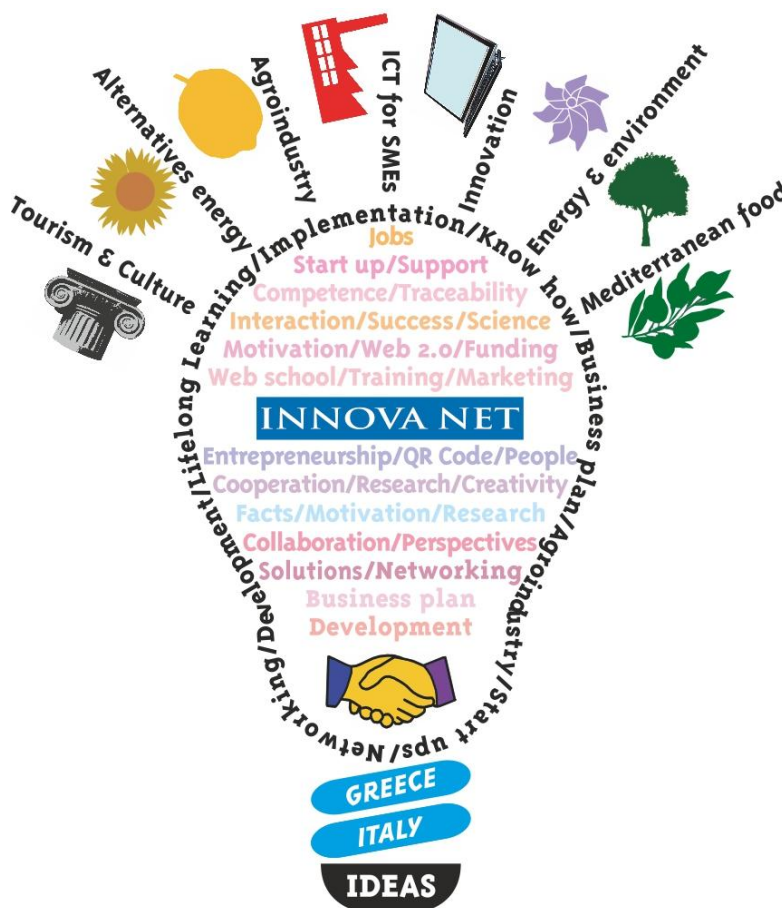 Tourism & Culture
Alternatives energy
Agroindustry
ICT for SMEs
Innovation
Energy & environment
Mediterranean food
Networking/Development/Lifelong Learning/Implementation/Know how/Business plan/Agroindustry/Start ups/
Jobs
Start up/Support
Competence/Traceability
Interaction/Success/Science
Motivation/Web 2.0/Funding
Web school/Training/Marketing
INNOVA NET
Entrepreneurship/QR Code/People
Cooperation/Research/Creativity
Facts/Motivation/Research
Collaboration/Perspectives
Solutions/Networking
Business plan
Development
GREECE
ITALY
IDEAS